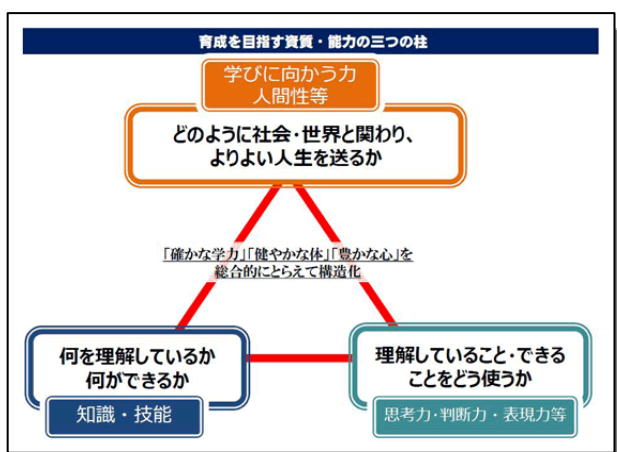 育成を目指す資質・能力の三つの柱
学びに向かう力
人間性等
どのように社会・世界と関わり、
よりよい人生を送るか
「確かな学力」「健やかな体」「豊かな心」を
総合的にとらえて構造化
何を理解しているか
何ができるか
知識・技能
理解していること・できる
ことをどう使うか
思考力・判断力・表現力等